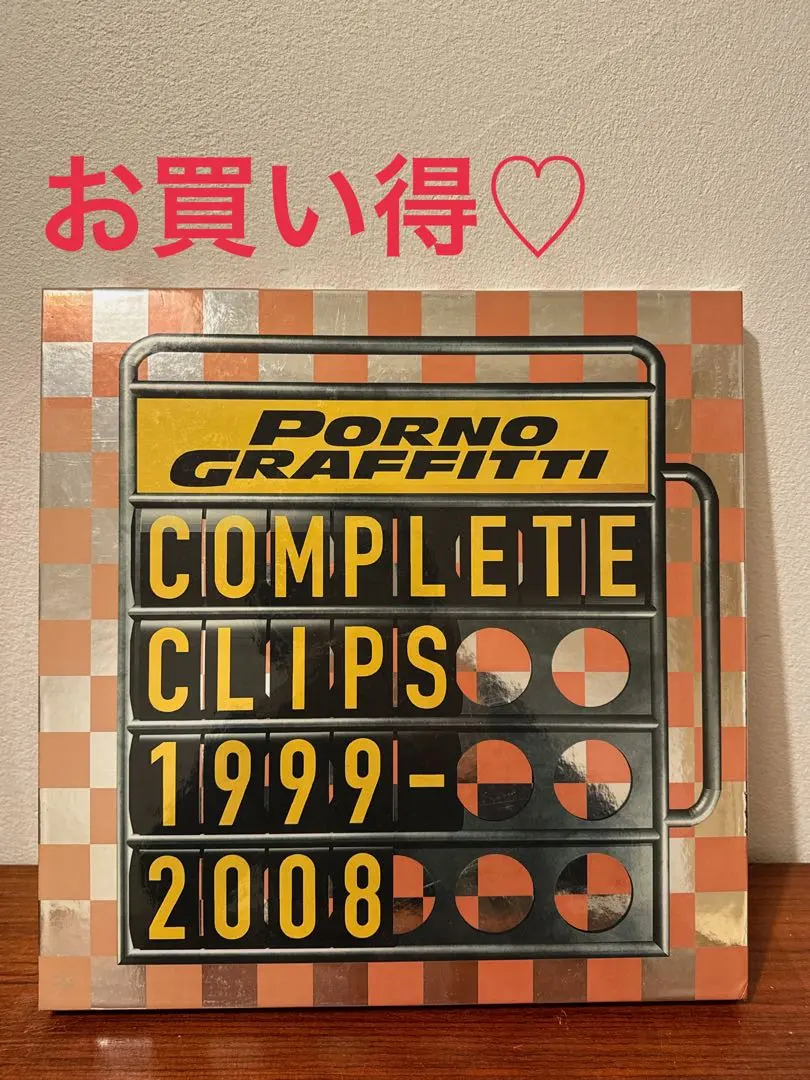 お買い得♡
PORNO
GRAFFITTI
COMPLETE
CLIPS
1999-
2008